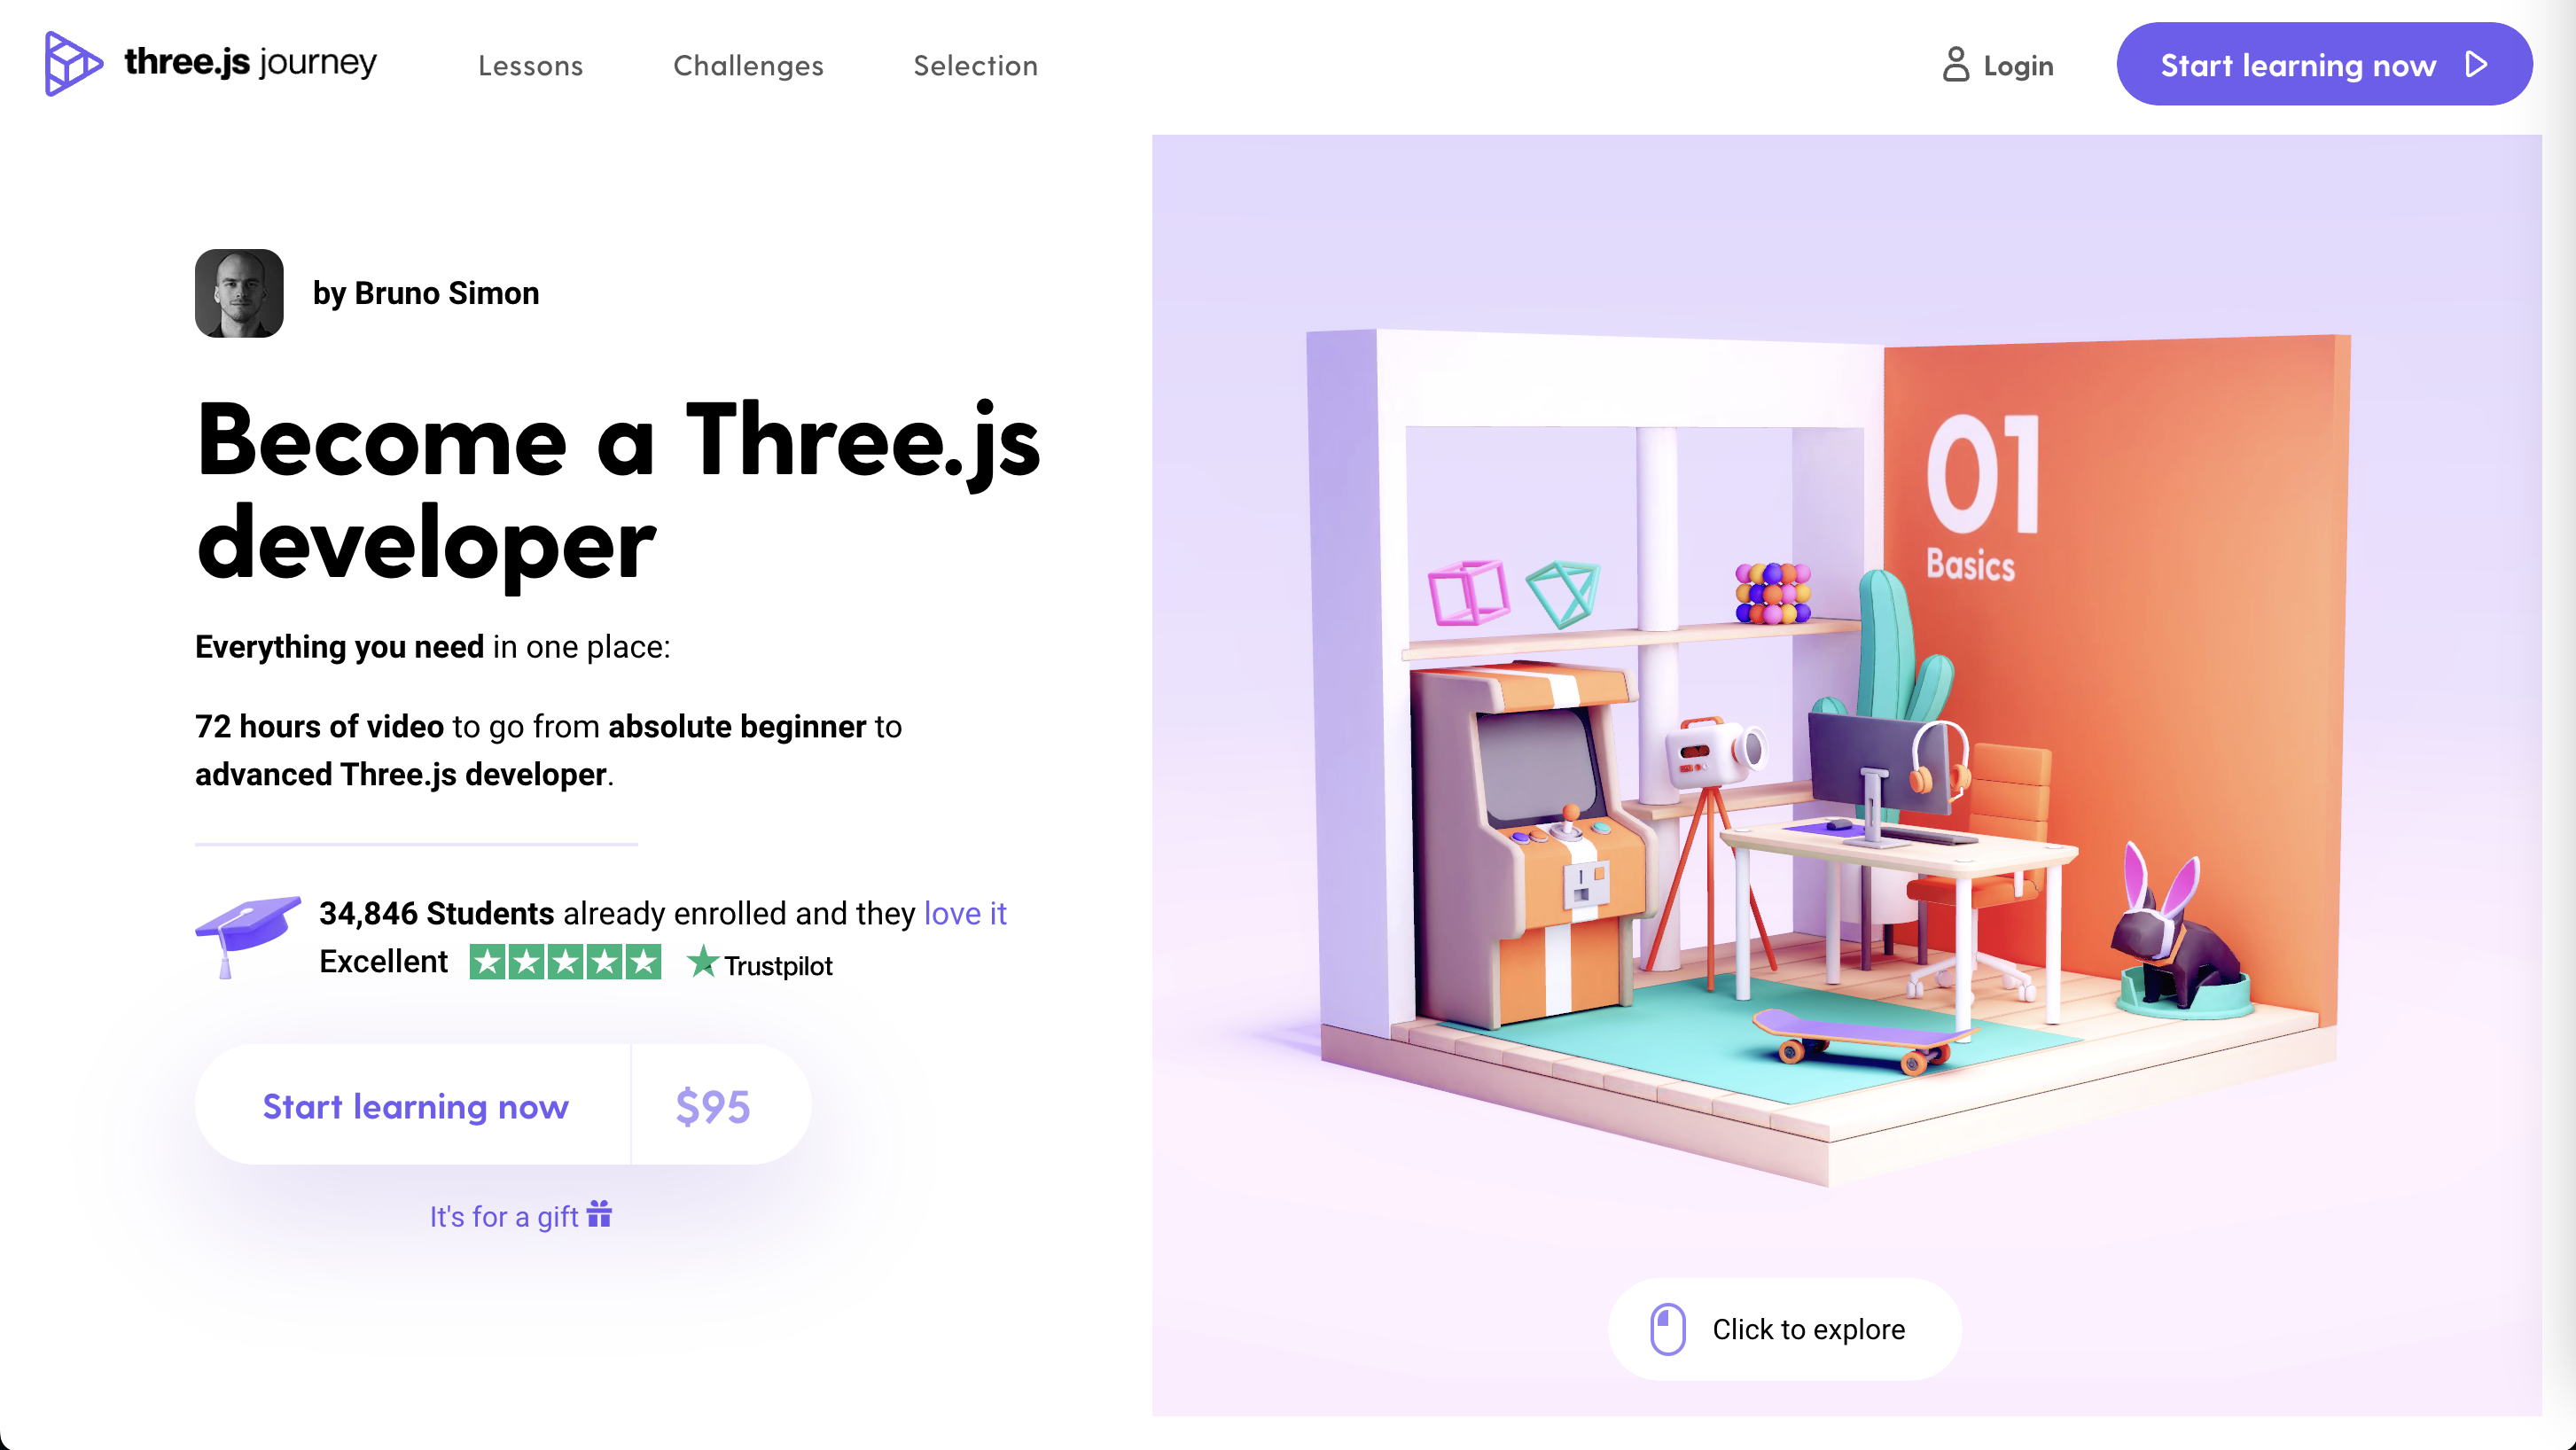 three.js journey
Lessons
Challenges
Selection
Login
Start learning now
by Bruno Simon
Become a Three.js
developer
Everything you need in one place:
72 hours of video to go from absolute beginner to
advanced Three.js developer.
34,846 Students already enrolled and they love it
Excellent Trustpilot
Start learning now $95
It's for a gift
01
Basics
Click to explore